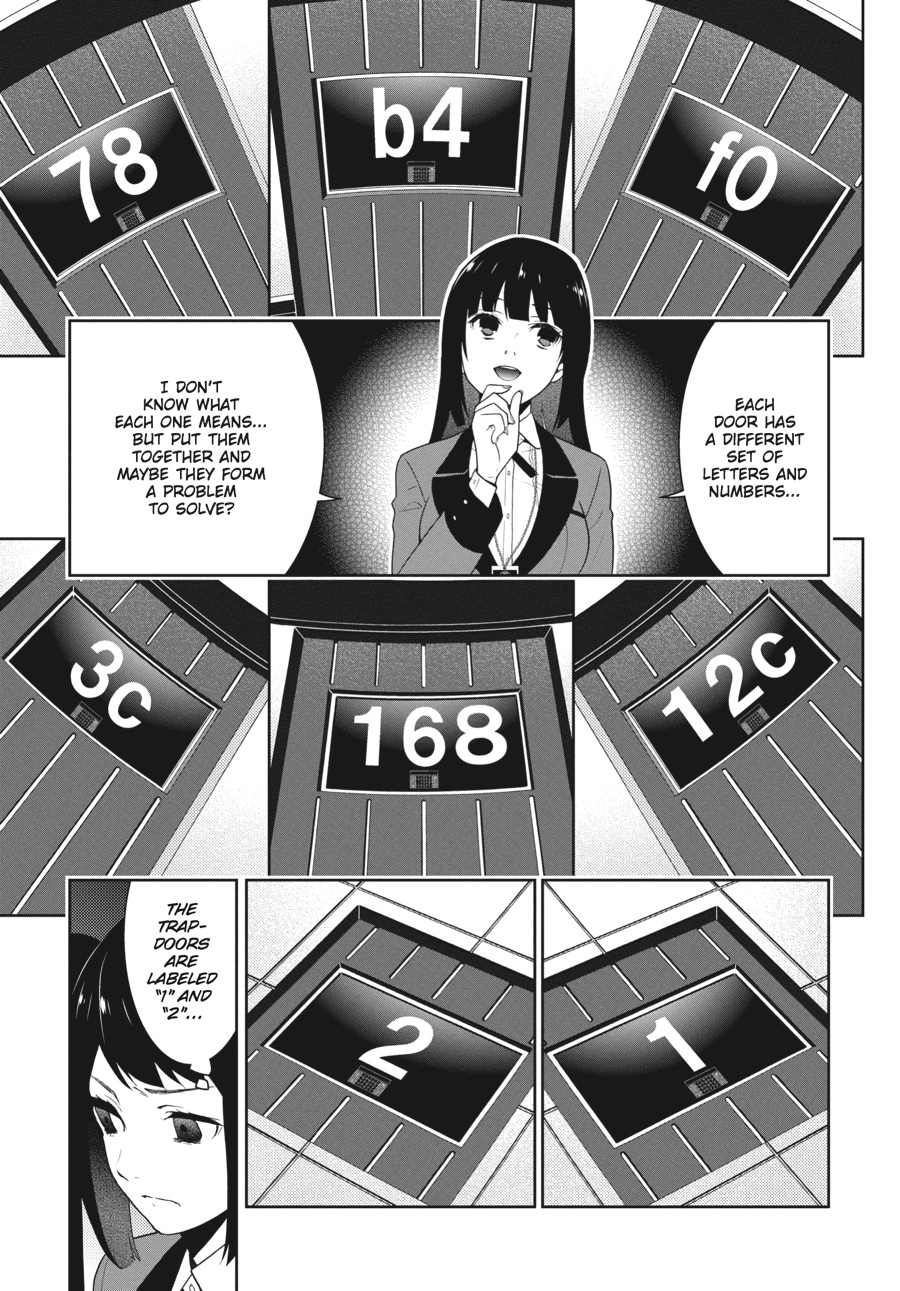 f0
b4
78
EACH
DOOR HAS
A DIFFERENT
SET OF
LETTERS AND
NUMBERS...
I DON'T
KNOW WHAT
EACH ONE MEANS...
BUT PUT THEM
TOGETHER AND
MAYBE THEY FORM
A PROBLEM
TO SOLVE?
12c
168
3c
1
2
THE
TRAP-
DOORS
ARE
LABELED
"1" AND
"2"...